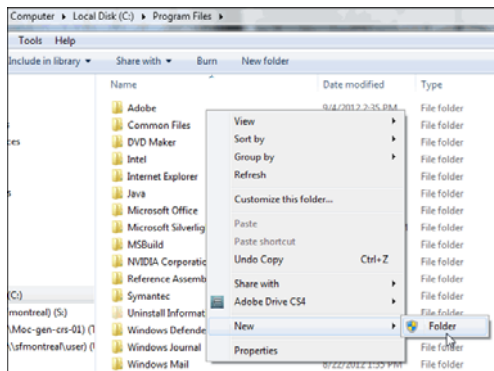 Computer ▸ Local Disk (C:) ▸ Program Files ▸
Tools Help
Include in library Share with Burn New folder
Name Date modified Type
Adobe 9/4/2012 2:35 PM File folder
Common Files File folder
DVD Maker File folder
Intel File folder
Internet Explorer File folder
Java File folder
Microsoft Office File folder
Microsoft Silverlig File folder
MSBuild File folder
NVIDIA Corporatic File folder
Reference Assemb File folder
Symantec File folder
Uninstall Informat File folder
Windows Defende
Windows Journal File folder
Windows Mail 8/22/2012 1:35 PM File folder
ces
(C:)
montreal) (S:)
\Moc-gen-crs-01) (T
\\sfmontreal\user) (
View
Sort by
Group by
Refresh
Customize this folder...
Paste
Paste shortcut
Undo Copy Ctrl+Z
Share with
Adobe Drive CS4
New
Properties
Folder